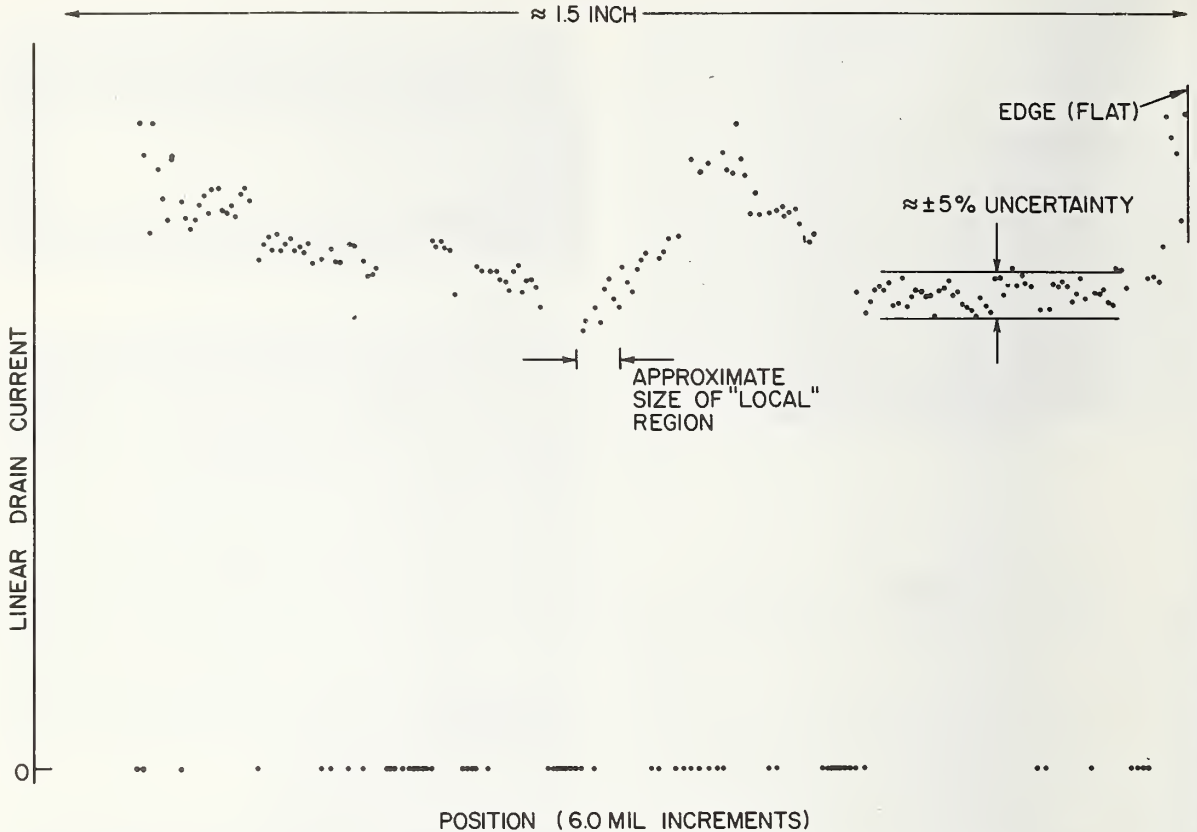 ≈ 1.5 INCH
EDGE (FLAT)
≈ ± 5% UNCERTAINTY
APPROXIMATE
SIZE OF "LOCAL"
REGION
LINEAR DRAIN CURRENT
0
POSITION (6.0 MIL INCREMENTS)